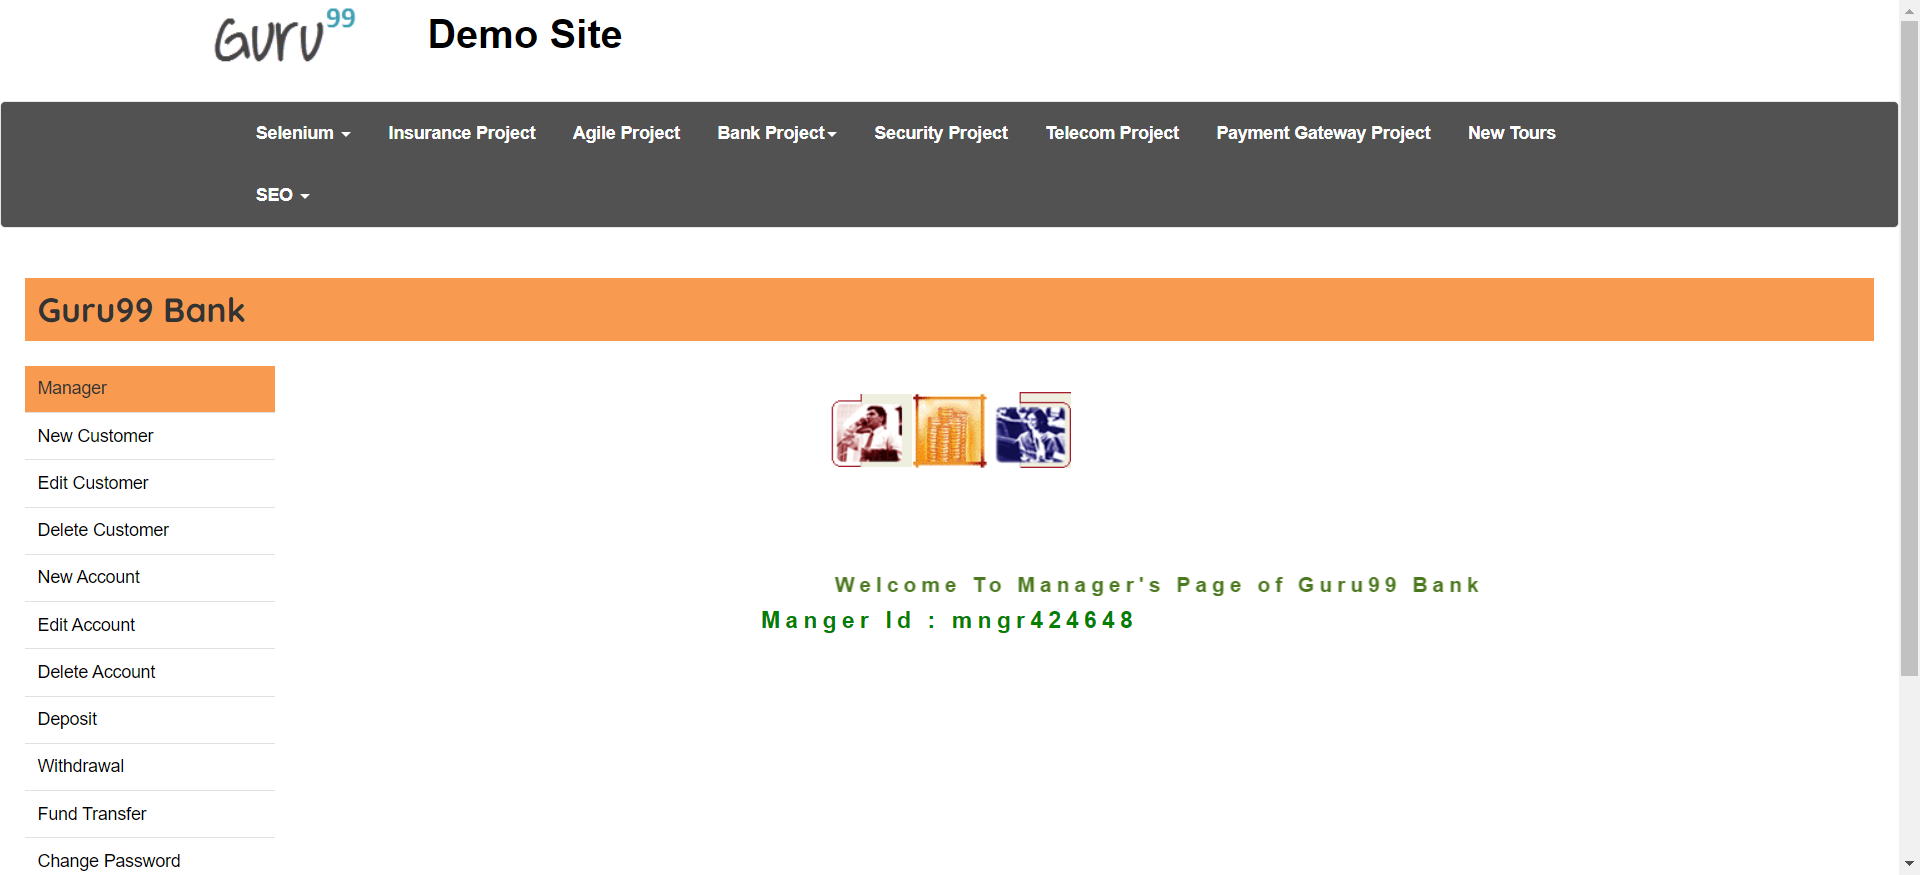 Guru99
Demo Site
Selenium
Insurance Project
Agile Project
Bank Project
Security Project
Telecom Project
Payment Gateway Project
New Tours
SEO
Guru99 Bank
Manager
New Customer
Edit Customer
Delete Customer
New Account
Edit Account
Delete Account
Deposit
Withdrawal
Fund Transfer
Change Password
Welcome To Manager's Page of Guru99 Bank
Manger Id : mngr424648